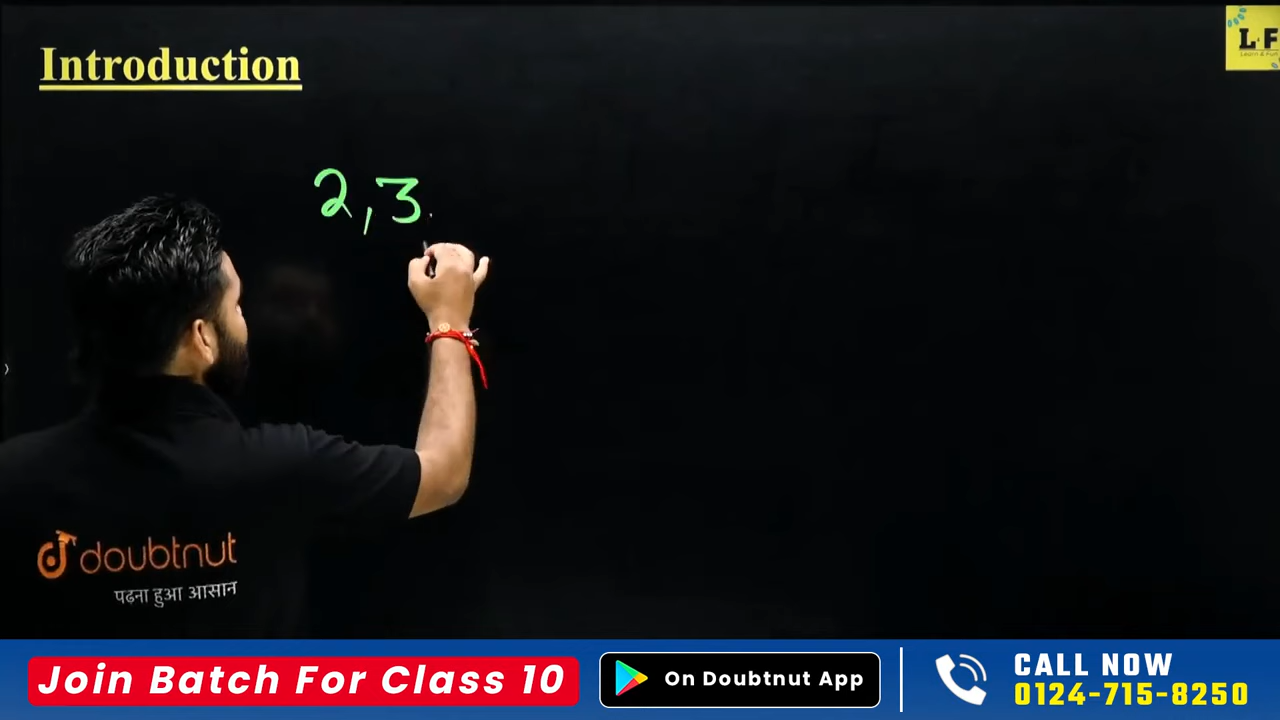 Introduction
L F
2, 3
doubtnut
पढ़ना हुआ आसान
Join Batch For Class 10
On Doubtnut App
CALL NOW
0124-715-8250